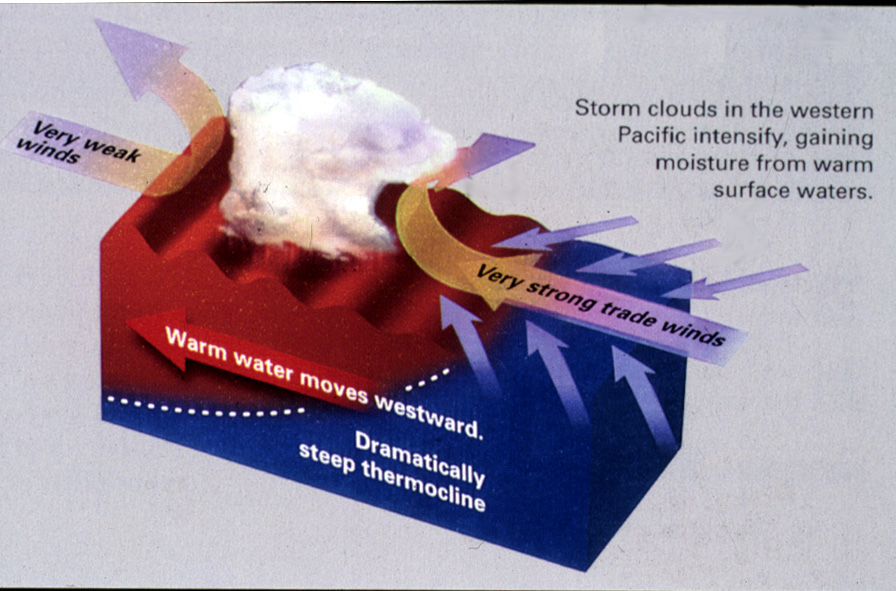 Storm clouds in the western
Pacific intensify, gaining
moisture from warm
surface waters.
Very weak
winds
Very strong trade winds
Warm water moves westward.
Dramatically
steep thermocline